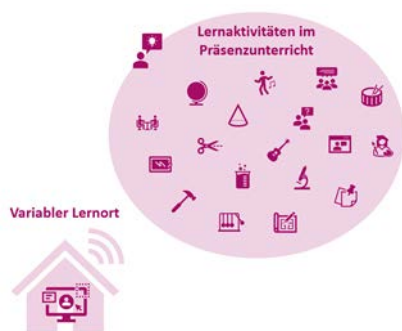 Lernaktivitäten im
Präsenzunterricht
Variabler Lernort